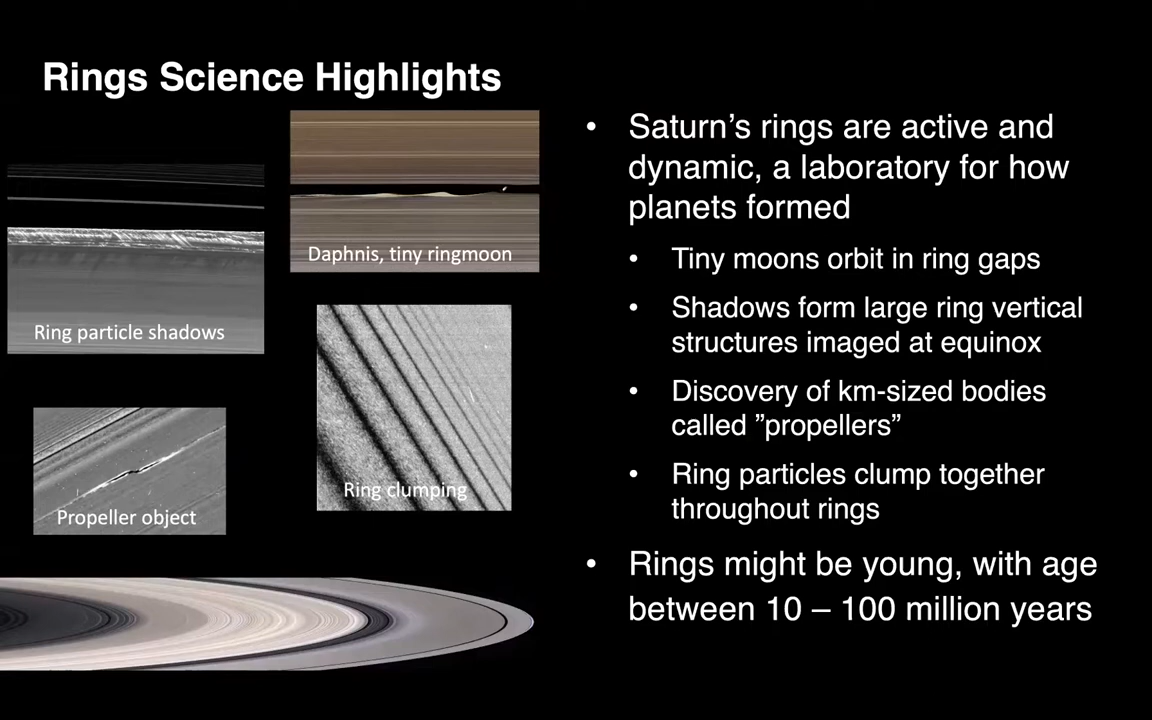 Rings Science Highlights
Daphnis, tiny ringmoon
Ring particle shadows
Ring clumping
Propeller object
• Saturn’s rings are active and
dynamic, a laboratory for how
planets formed
• Tiny moons orbit in ring gaps
• Shadows form large ring vertical
structures imaged at equinox
• Discovery of km-sized bodies
called ”propellers”
• Ring particles clump together
throughout rings
• Rings might be young, with age
between 10 – 100 million years